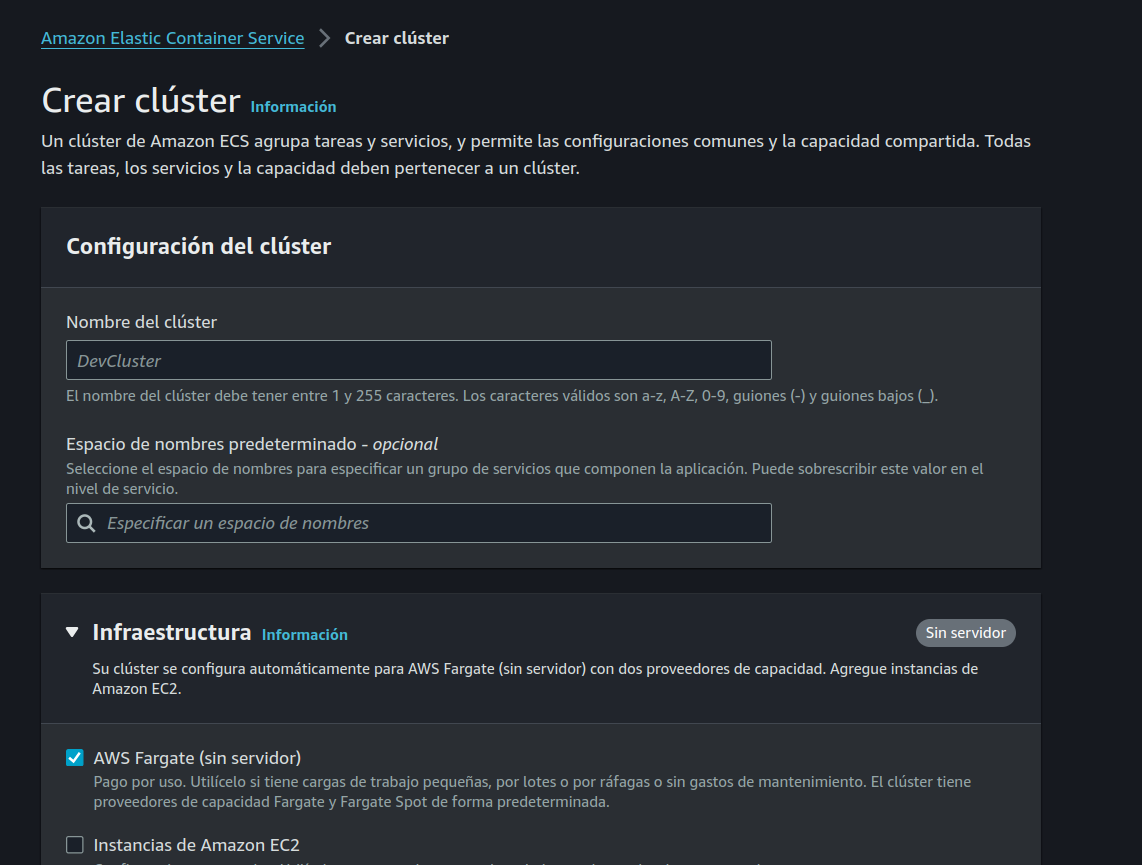 Amazon Elastic Container Service > Crear clúster
Crear clúster Información
Un clúster de Amazon ECS agrupa tareas y servicios, y permite las configuraciones comunes y la capacidad compartida. Todas
las tareas, los servicios y la capacidad deben pertenecer a un clúster.
Configuración del clúster
Nombre del clúster
DevCluster
El nombre del clúster debe tener entre 1 y 255 caracteres. Los caracteres válidos son a-z, A-Z, 0-9, guiones (-) y guiones bajos (_).
Espacio de nombres predeterminado - opcional
Seleccione el espacio de nombres para especificar un grupo de servicios que componen la aplicación. Puede sobrescribir este valor en el
nivel de servicio.
Especificar un espacio de nombres
Infraestructura Información Sin servidor
Su clúster se configura automáticamente para AWS Fargate (sin servidor) con dos proveedores de capacidad. Agregue instancias de
Amazon EC2.
AWS Fargate (sin servidor)
Pago por uso. Utilícelo si tiene cargas de trabajo pequeñas, por lotes o por ráfagas o sin gastos de mantenimiento. El clúster tiene
proveedores de capacidad Fargate y Fargate Spot de forma predeterminada.
Instancias de Amazon EC2